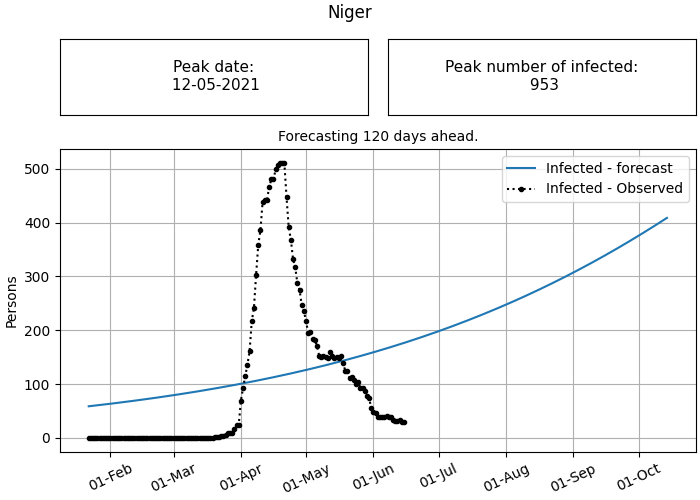 Niger
Peak date:
12-05-2021
Peak number of infected:
953
Forecasting 120 days ahead.
Infected - forecast
Infected - Observed
500
400
300
200
100
0
Persons
01-Feb
01-Mar
01-Apr
01-May
01-Jun
01-Jul
01-Aug
01-Sep
01-Oct